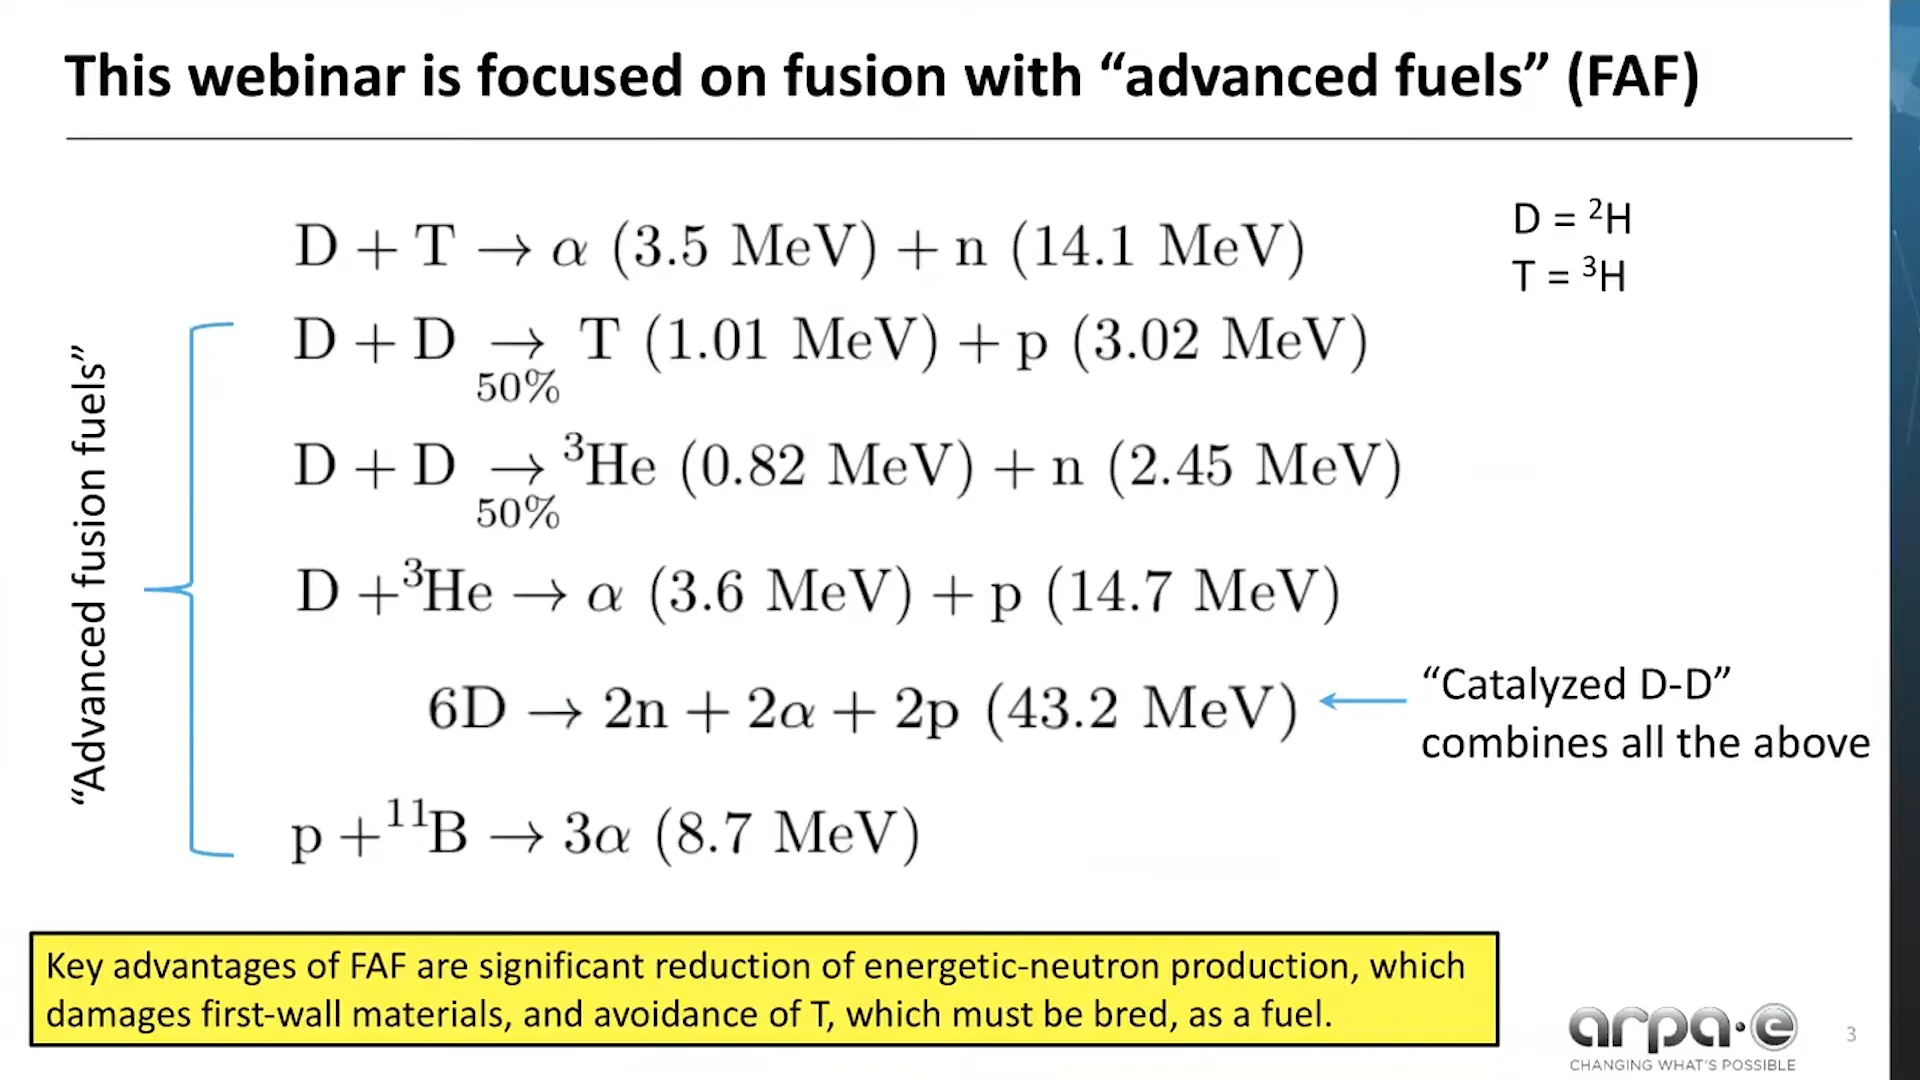 This webinar is focused on fusion with “advanced fuels” (FAF)
D = ²H
T = ³H
D + T → α (3.5 MeV) + n (14.1 MeV)
D + D → T (1.01 MeV) + p (3.02 MeV)
50%
D + D → ³He (0.82 MeV) + n (2.45 MeV)
50%
D +³He → α (3.6 MeV) + p (14.7 MeV)
6D → 2n + 2α + 2p (43.2 MeV)
“Catalyzed D-D”
combines all the above
p +¹¹B → 3α (8.7 MeV)
“Advanced fusion fuels”
Key advantages of FAF are significant reduction of energetic-neutron production, which
damages first-wall materials, and avoidance of T, which must be bred, as a fuel.
arpa·e
CHANGING WHAT'S POSSIBLE
3